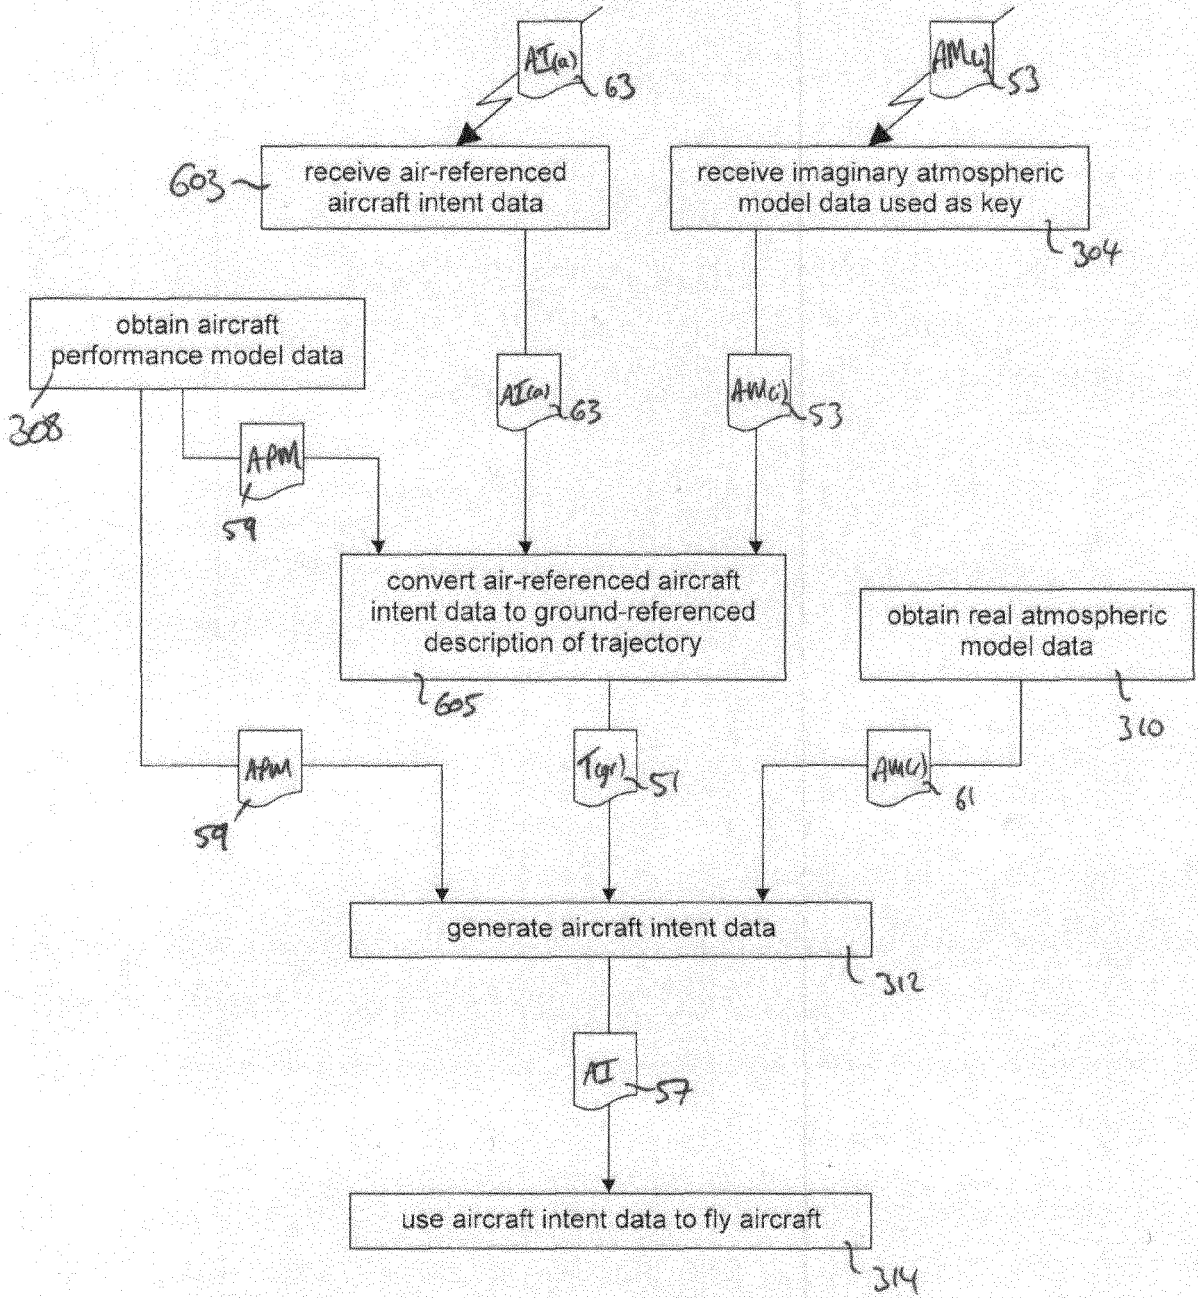 AI(a)
63
AM(i)
53
receive air-referenced
aircraft intent data
603
receive imaginary atmospheric
model data used as key
304
obtain aircraft
performance model data
308
AI(a)
63
AM(i)
53
APM
59
convert air-referenced aircraft
intent data to ground-referenced
description of trajectory
605
obtain real atmospheric
model data
310
APM
59
T(gr)
51
AM(r)
61
generate aircraft intent data
312
AI
57
use aircraft intent data to fly aircraft
314